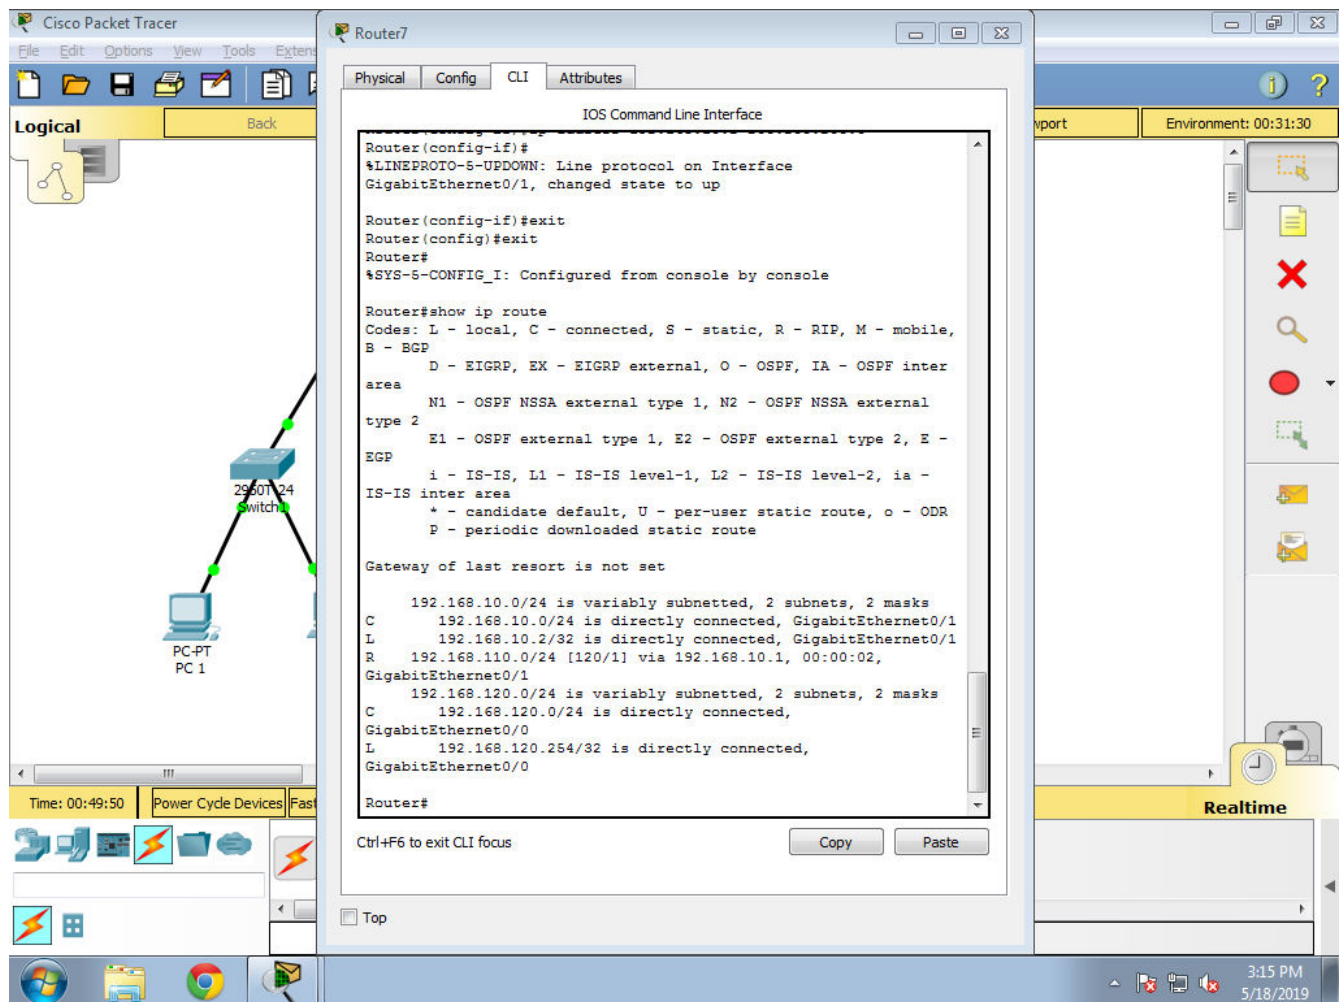 Cisco Packet Tracer
File Edit Options View Tools
Logical
Back
Environment: 00:31:30
Router7
Physical Config CLI Attributes
IOS Command Line Interface
Router(config-if)#
%LINEPROTO-5-UPDOWN: Line protocol on Interface
GigabitEthernet0/1, changed state to up
Router(config-if)#exit
Router(config)#exit
Router#
%SYS-5-CONFIG_I: Configured from console by console
Router#show ip route
Codes: L - local, C - connected, S - static, R - RIP, M - mobile,
B - BGP
D - EIGRP, EX - EIGRP external, O - OSPF, IA - OSPF inter
area
N1 - OSPF NSSA external type 1, N2 - OSPF NSSA external
type 2
E1 - OSPF external type 1, E2 - OSPF external type 2, E -
EGP
i - IS-IS, L1 - IS-IS level-1, L2 - IS-IS level-2, ia -
IS-IS inter area
* - candidate default, U - per-user static route, o - ODR
P - periodic downloaded static route
Gateway of last resort is not set
192.168.10.0/24 is variably subnetted, 2 subnets, 2 masks
C 192.168.10.0/24 is directly connected, GigabitEthernet0/1
L 192.168.10.2/32 is directly connected, GigabitEthernet0/1
R 192.168.110.0/24 [120/1] via 192.168.10.1, 00:00:02,
GigabitEthernet0/1
192.168.120.0/24 is variably subnetted, 2 subnets, 2 masks
C 192.168.120.0/24 is directly connected,
GigabitEthernet0/0
L 192.168.120.254/32 is directly connected,
GigabitEthernet0/0
Router#
Ctrl+F6 to exit CLI focus
Copy Paste
Top
2950T-24
Switch1
PC-PT
PC 1
Time: 00:49:50 Power Cycle Devices
Realtime
3:15 PM
5/18/2019